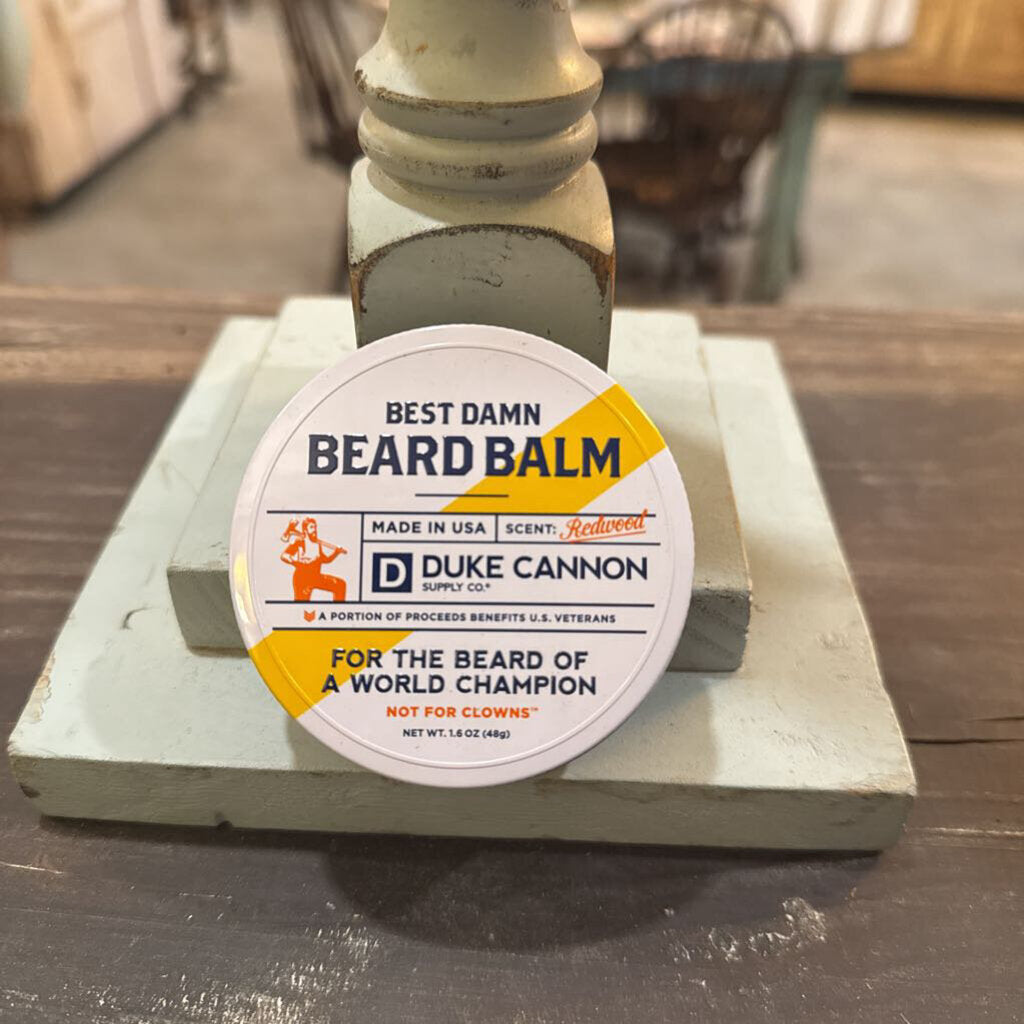 BEST DAMN
BEARD BALM
MADE IN USA
SCENT: Redwood
D DUKE CANNON
SUPPLY CO.®
A PORTION OF PROCEEDS BENEFITS U.S. VETERANS
FOR THE BEARD OF
A WORLD CHAMPION
NOT FOR CLOWNS™
NET WT. 1.6 OZ (48g)